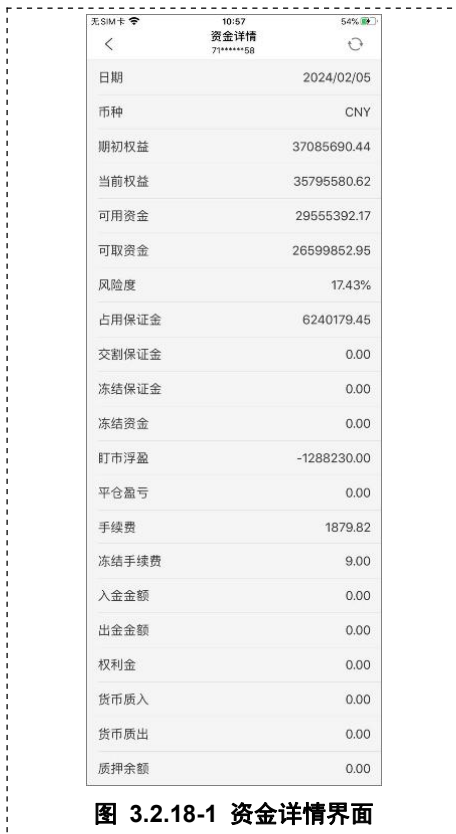 无SIM卡 10:57 54%
资金详情
71******58
日期 2024/02/05
币种 CNY
期初权益 37085690.44
当前权益 35795580.62
可用资金 29555392.17
可取资金 26599852.95
风险度 17.43%
占用保证金 6240179.45
交割保证金 0.00
冻结保证金 0.00
冻结资金 0.00
盯市浮盈 -1288230.00
平仓盈亏 0.00
手续费 1879.82
冻结手续费 9.00
入金金额 0.00
出金金额 0.00
权利金 0.00
货币质入 0.00
货币质出 0.00
质押余额 0.00
图 3.2.18-1 资金详情界面